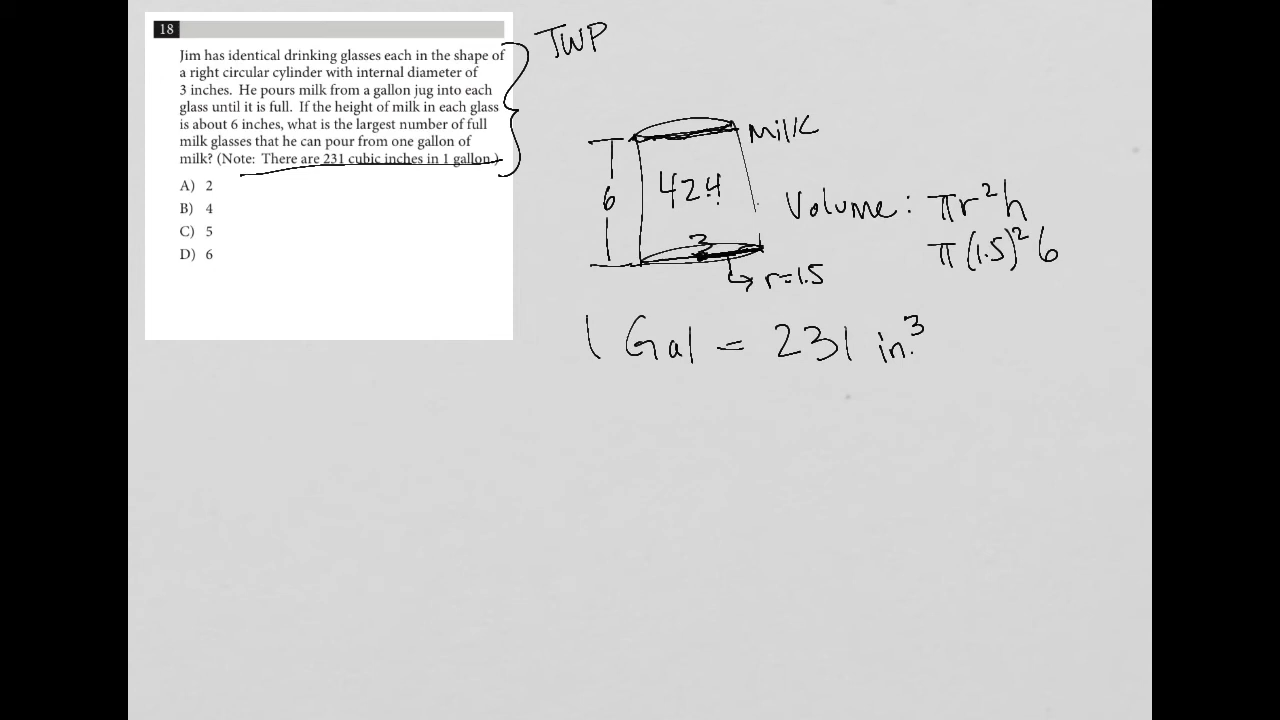 18
Jim has identical drinking glasses each in the shape of
a right circular cylinder with internal diameter of
3 inches. He pours milk from a gallon jug into each
glass until it is full. If the height of milk in each glass
is about 6 inches, what is the largest number of full
milk glasses that he can pour from one gallon of
milk? (Note: There are 231 cubic inches in 1 gallon.)
A) 2
B) 4
C) 5
D) 6
TWP
Milk
6
42.4
3
r=1.5
Volume: πr²h
π(1.5)²6
1 Gal = 231 in.³